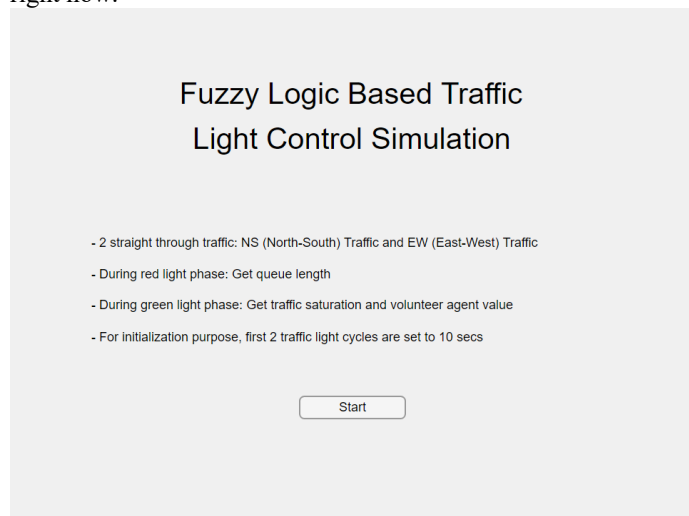 Fuzzy Logic Based Traffic
Light Control Simulation
- 2 straight through traffic: NS (North-South) Traffic and EW (East-West) Traffic
- During red light phase: Get queue length
- During green light phase: Get traffic saturation and volunteer agent value
- For initialization purpose, first 2 traffic light cycles are set to 10 secs
Start